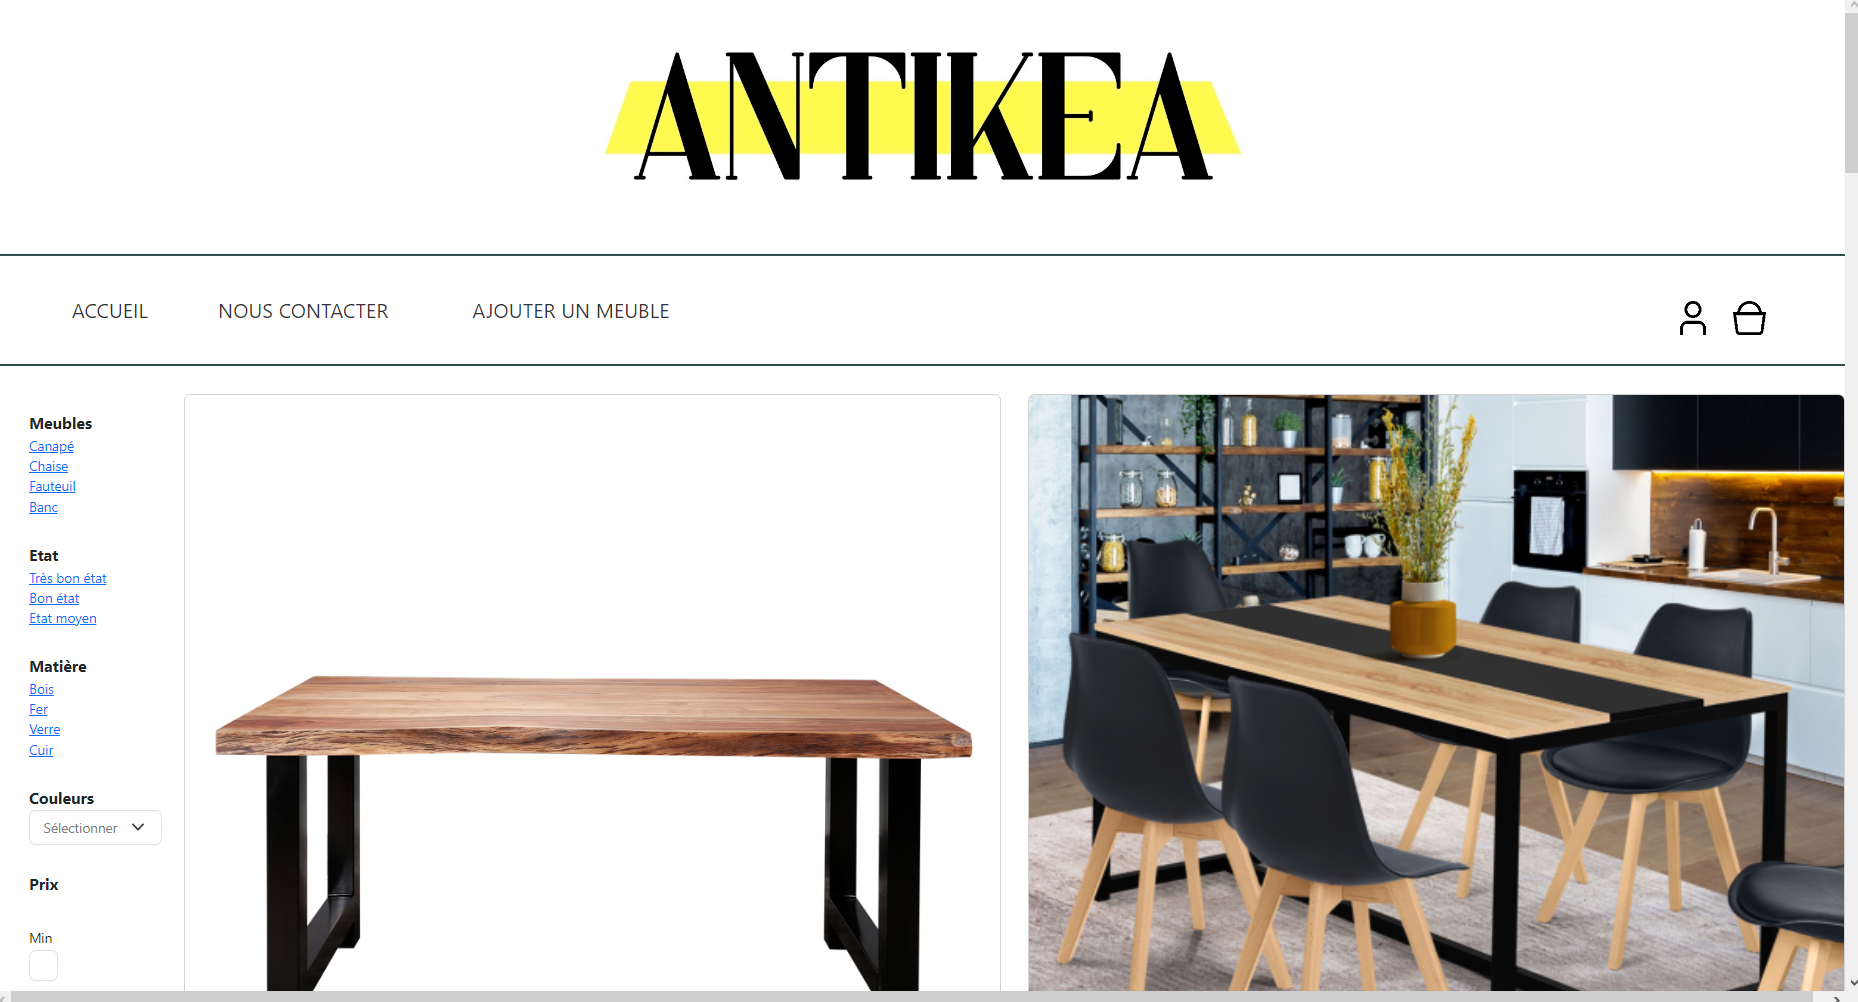 ANTIKEA
ACCUEIL NOUS CONTACTER AJOUTER UN MEUBLE
Meubles
Canapé
Chaise
Fauteuil
Banc
Etat
Très bon état
Bon état
Etat moyen
Matière
Bois
Fer
Verre
Cuir
Couleurs
Sélectionner
Prix
Min